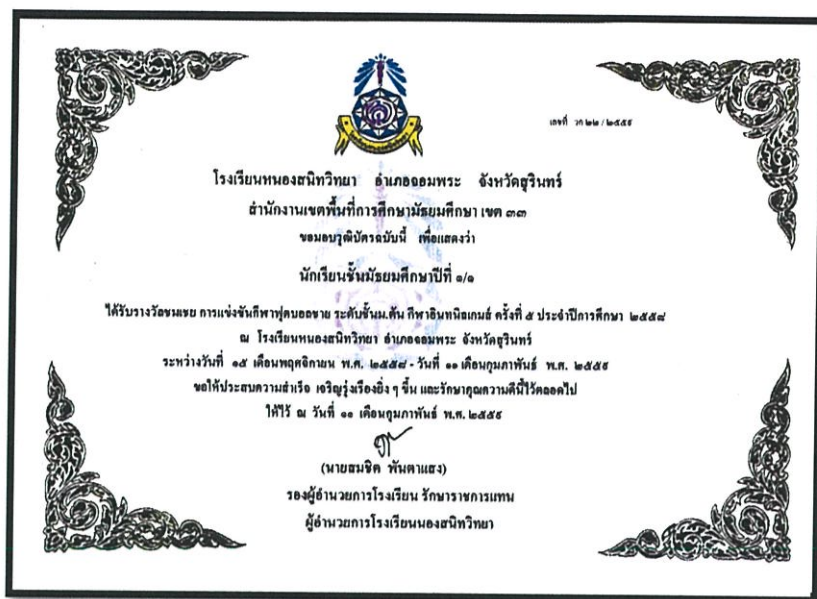 เลขที่ วก ๒๒ / ๒๕๕๙
โรงเรียนหนองสนิทวิทยา อำเภอจอมพระ จังหวัดสุรินทร์
สำนักงานเขตพื้นที่การศึกษามัธยมศึกษา เขต ๓๓
ขอมอบวุฒิบัตรฉบับนี้ เพื่อแสดงว่า
นักเรียนชั้นมัธยมศึกษาปีที่ ๑/๑
ได้รับรางวัลชมเชย การแข่งขันกีฬาฟุตบอลชาย ระดับชั้นม.ต้น กีฬาอินทนิลเกมส์ ครั้งที่ ๕ ประจำปีการศึกษา ๒๕๕๘
ณ โรงเรียนหนองสนิทวิทยา อำเภอจอมพระ จังหวัดสุรินทร์
ระหว่างวันที่ ๑๕ เดือนพฤศจิกายน พ.ศ. ๒๕๕๘ - วันที่ ๑๑ เดือนกุมภาพันธ์ พ.ศ. ๒๕๕๙
ขอให้ประสบความสำเร็จ เจริญรุ่งเรืองยิ่ง ๆ ขึ้น และรักษาคุณความดีนี้ไว้ตลอดไป
ให้ไว้ ณ วันที่ ๑๑ เดือนกุมภาพันธ์ พ.ศ. ๒๕๕๙
(นายสมชิต พันตาแสง)
รองผู้อำนวยการโรงเรียน รักษาราชการแทน
ผู้อำนวยการโรงเรียนนองสนิทวิทยา